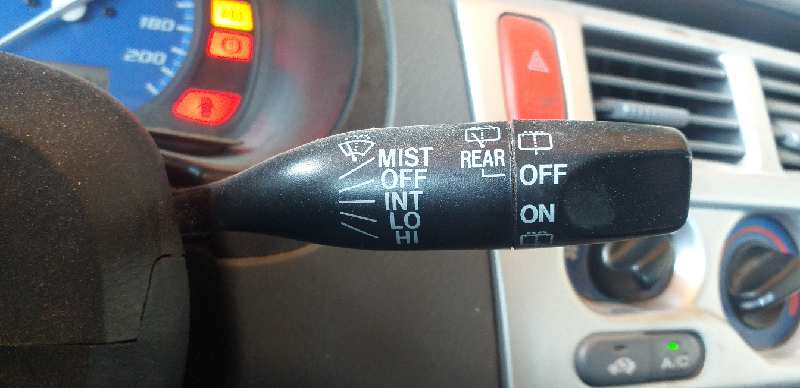 180
200
MIST
OFF
INT
LO
HI
REAR
OFF
ON
A/C